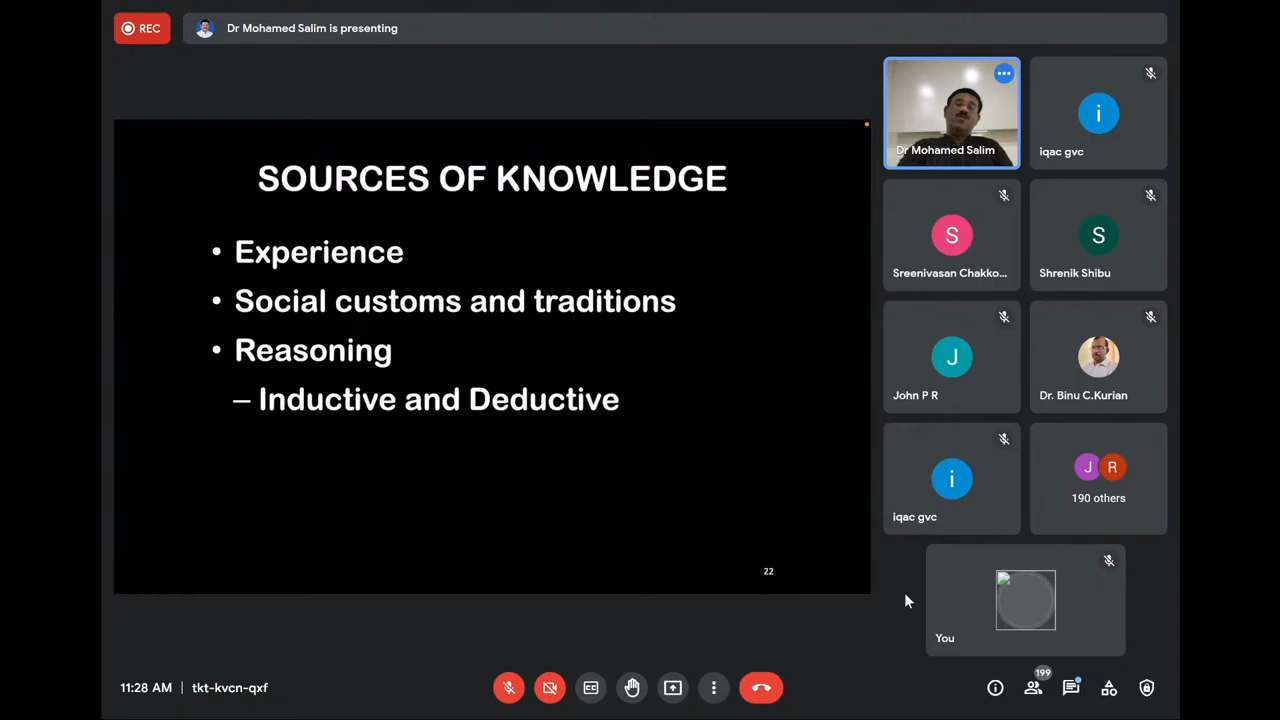 REC
Dr Mohamed Salim is presenting
SOURCES OF KNOWLEDGE
• Experience
• Social customs and traditions
• Reasoning
– Inductive and Deductive
22
Dr Mohamed Salim
i
iqac gvc
S
Sreenivasan Chakko...
S
Shrenik Shibu
J
John P R
Dr. Binu C.Kurian
i
iqac gvc
J R
190 others
You
11:28 AM | tkt-kvcn-qxf
CC
199